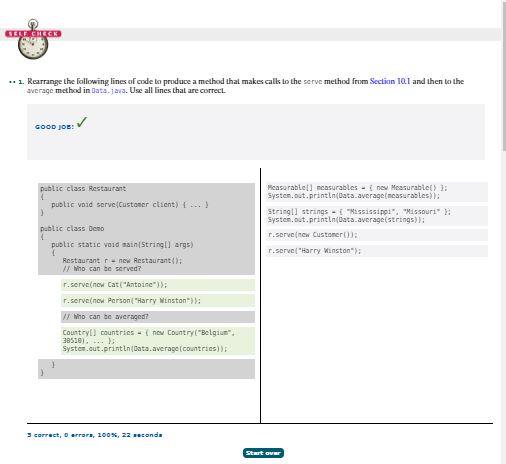 SELF CHECK
•• 1. Rearrange the following lines of code to produce a method that makes calls to the serve method from Section 10.1 and then to the
average method in Data.java. Use all lines that are correct.
GOOD JOB! ✓
public class Restaurant
{
public void serve(Customer client) { ... }
}
public class Demo
{
public static void main(String[] args)
{
Restaurant r = new Restaurant();
// Who can be served?
r.serve(new Cat("Antoine"));
r.serve(new Person("Harry Winston"));
// Who can be averaged?
Country[] countries = { new Country("Belgium",
30510), ... };
System.out.println(Data.average(countries));
}
}
Measurable[] measurables = { new Measurable() };
System.out.println(Data.average(measurables));
String[] strings = { "Mississippi", "Missouri" };
System.out.println(Data.average(strings));
r.serve(new Customer());
r.serve("Harry Winston");
3 correct, 0 errors, 100%, 22 seconds
Start over